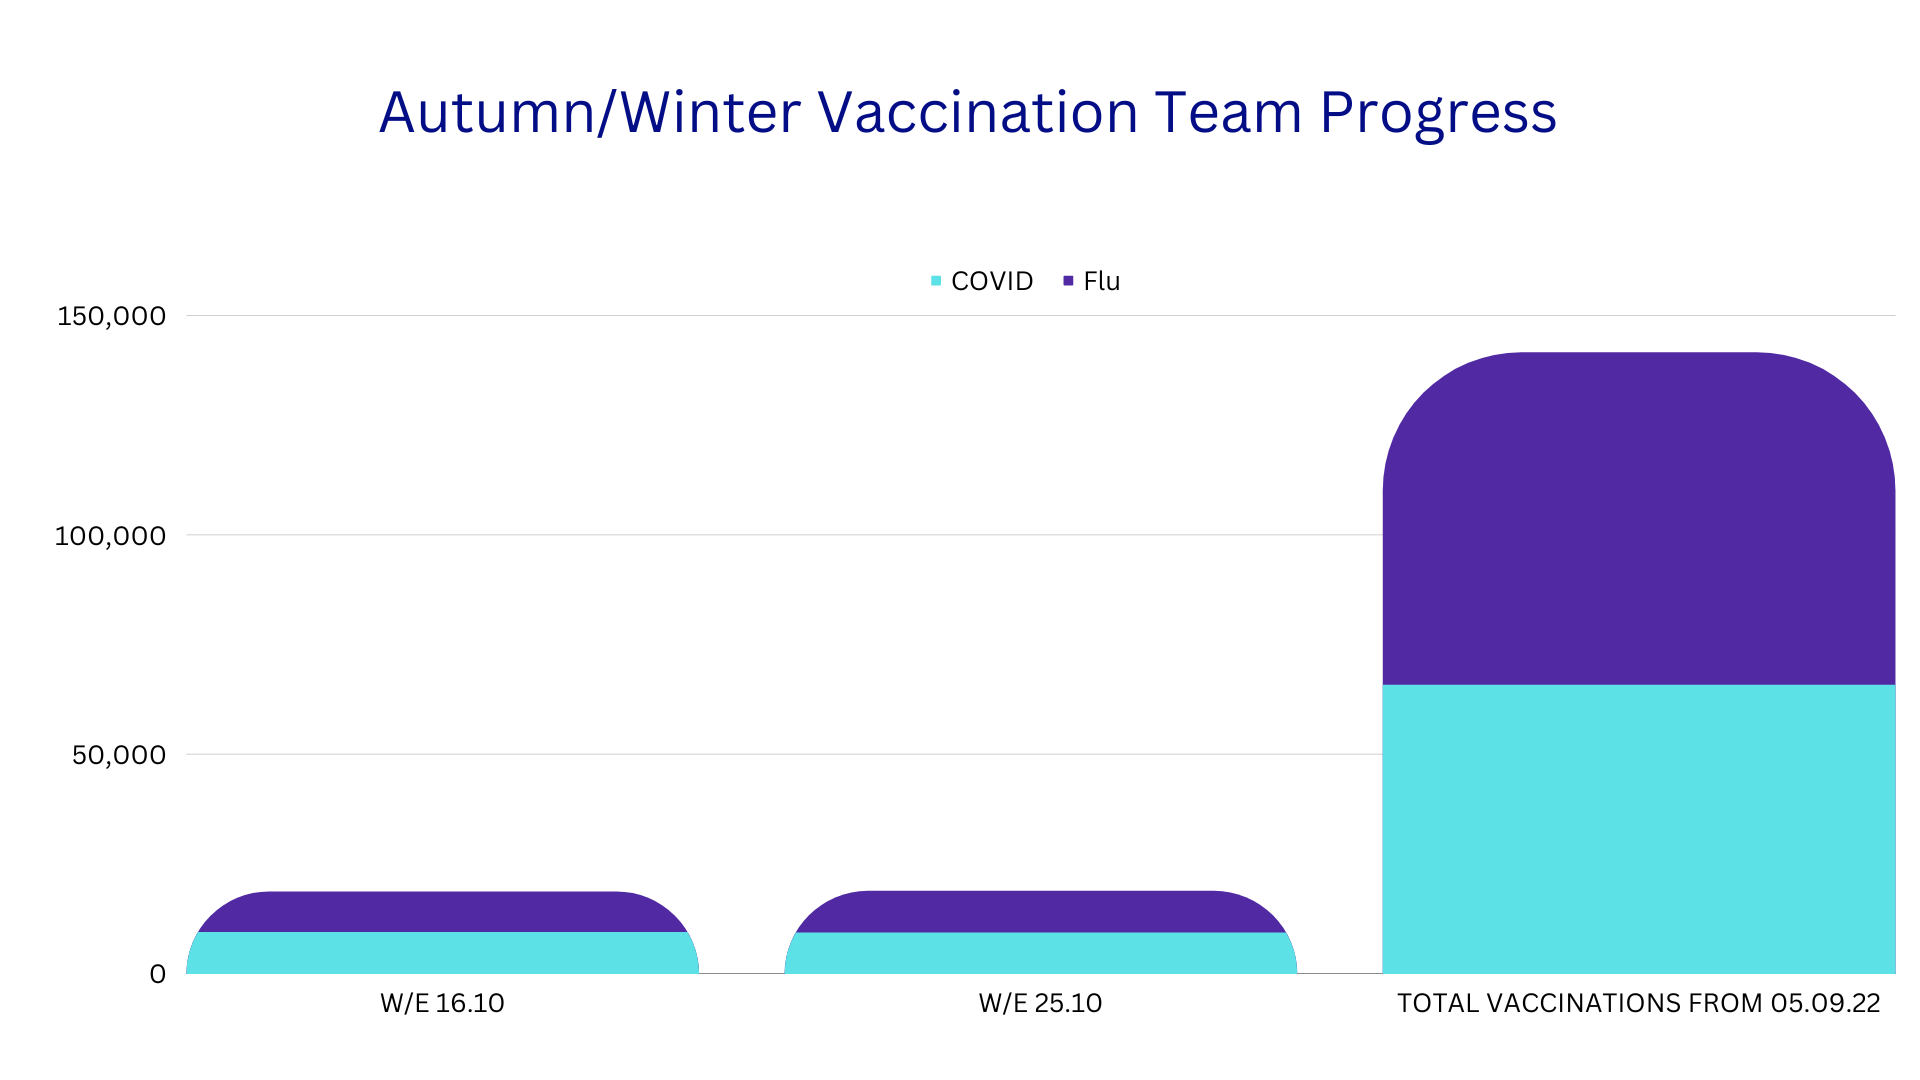 Autumn/Winter Vaccination Team Progress
COVID Flu
150,000
100,000
50,000
0
W/E 16.10 W/E 25.10 TOTAL VACCINATIONS FROM 05.09.22